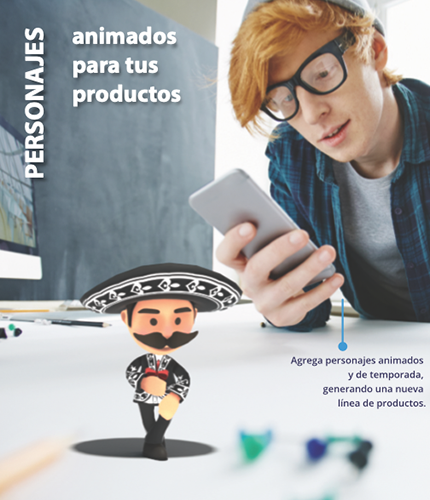 PERSONAJES
animados
para tus
productos
Agrega personajes animados
y de temporada,
generando una nueva
línea de productos.